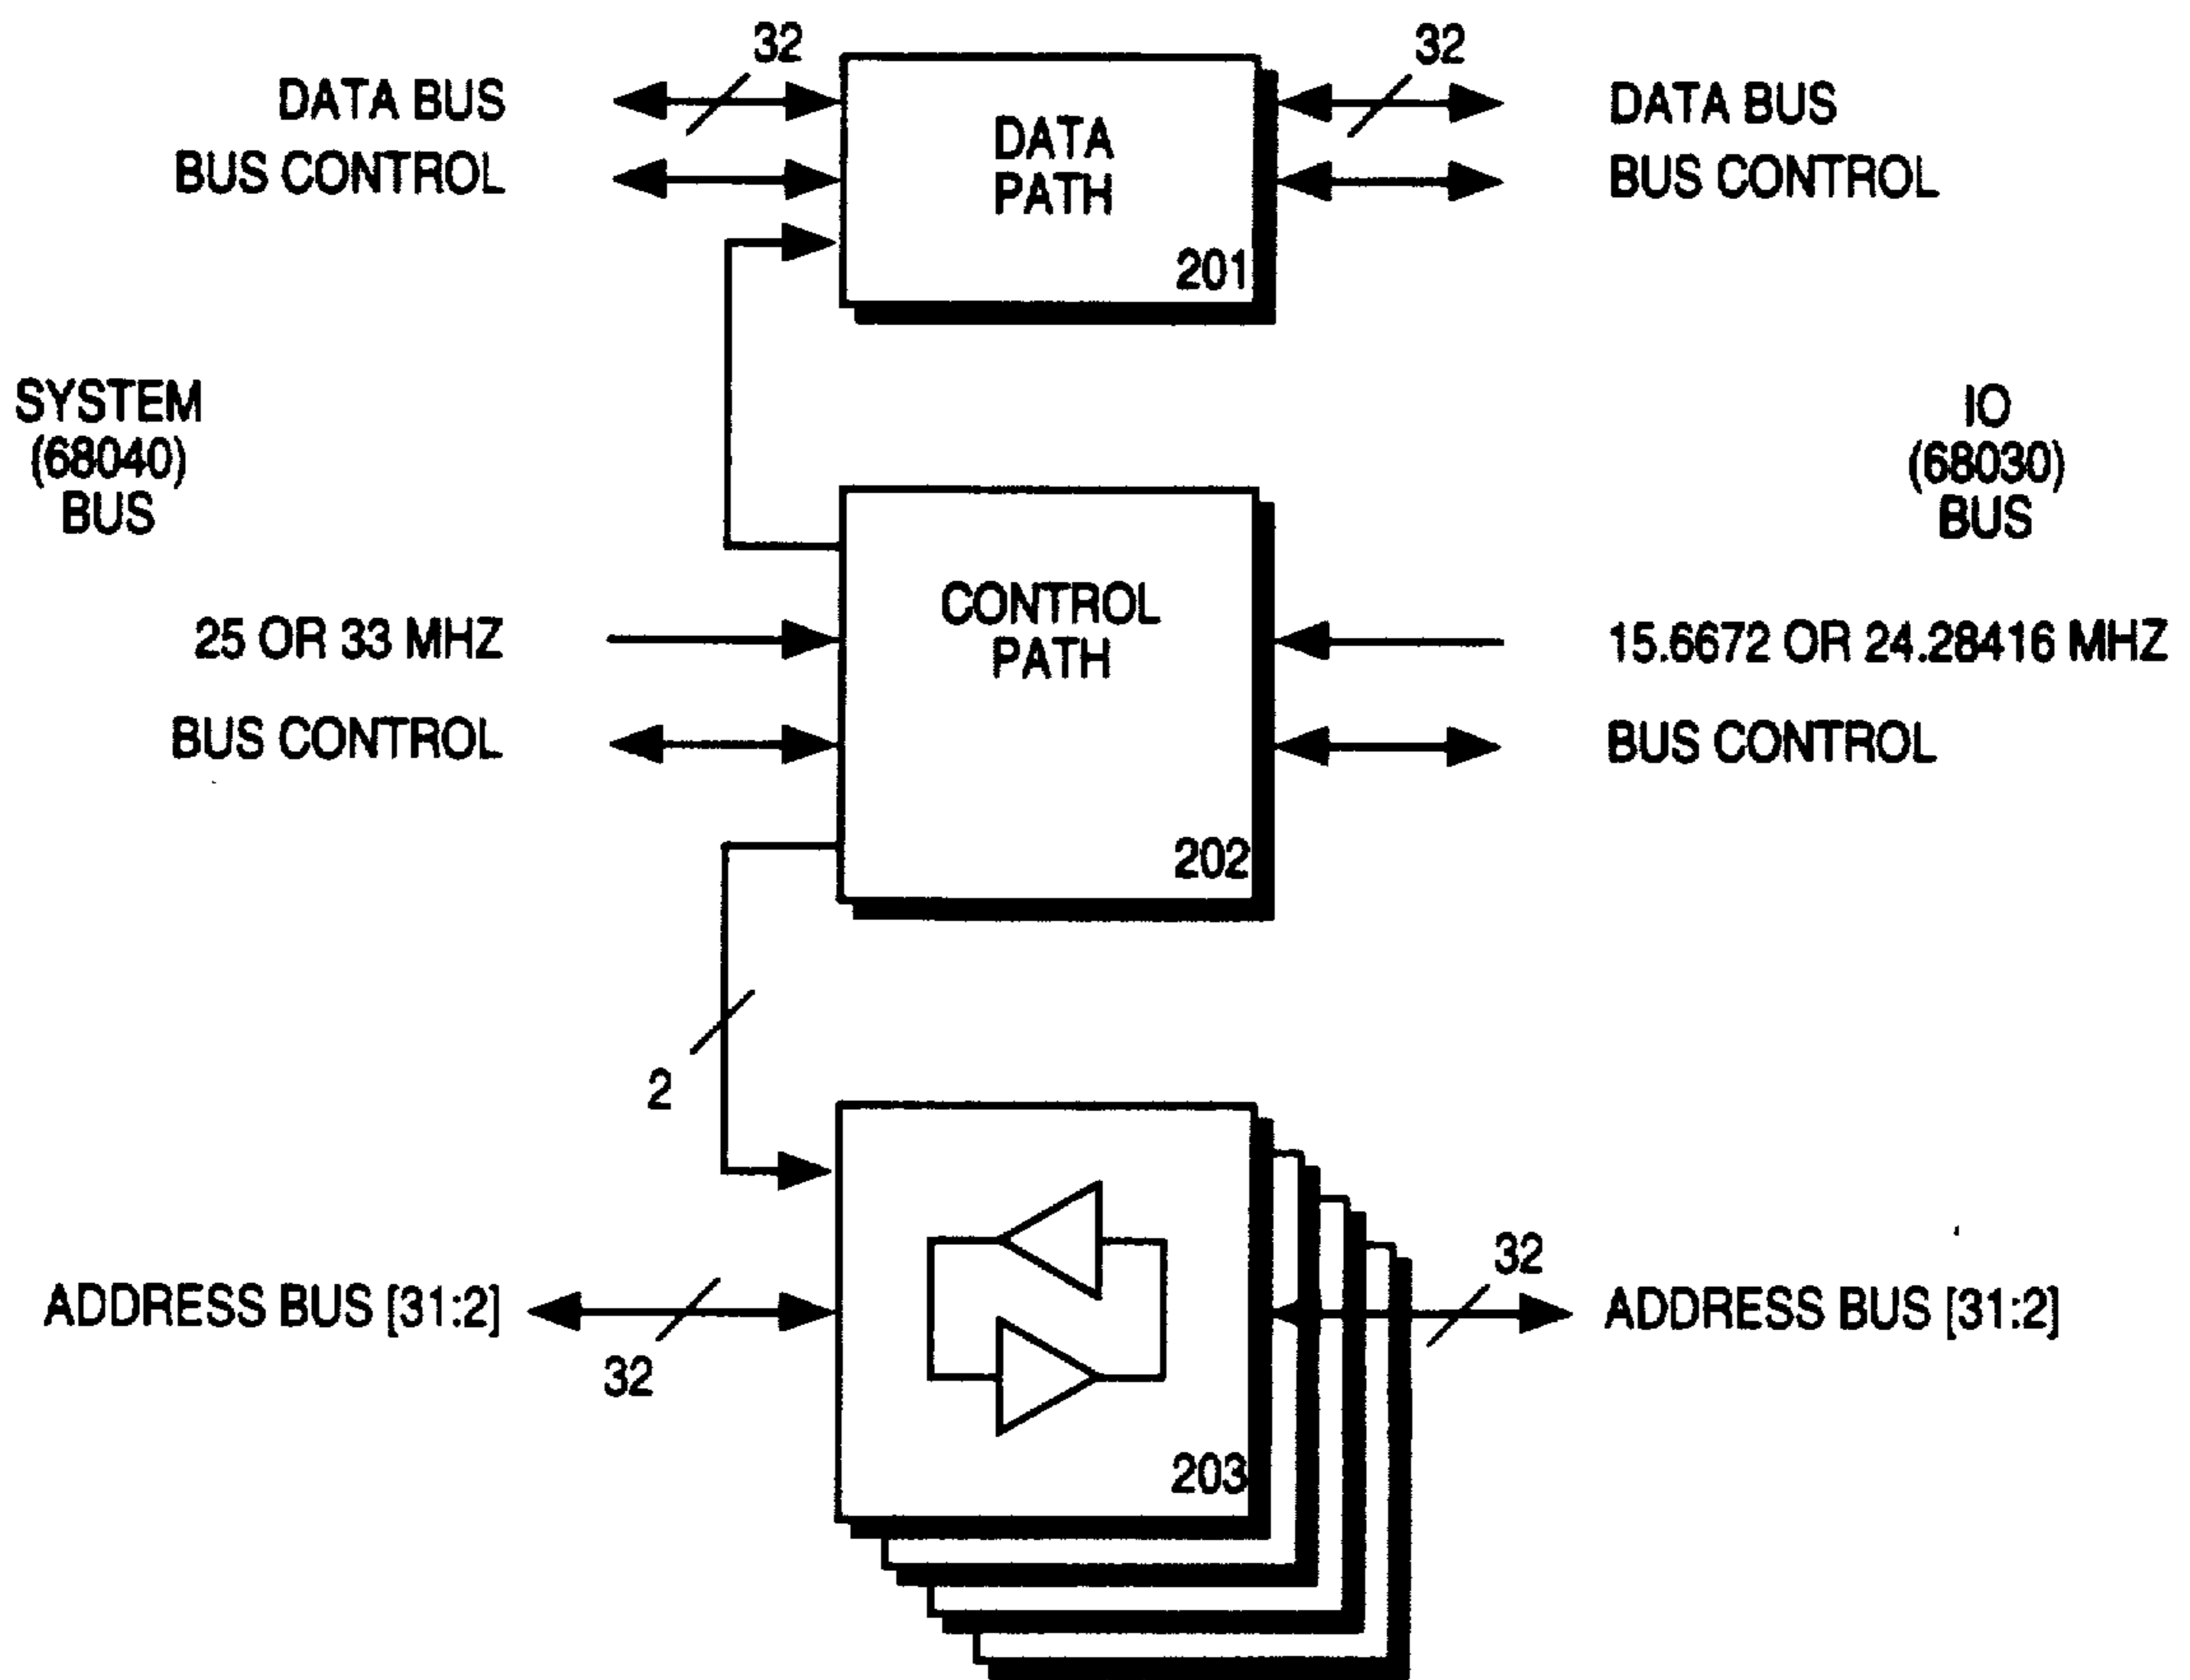 32
32
DATA BUS
DATA BUS
BUS CONTROL
BUS CONTROL
DATA
PATH
201
SYSTEM
(68040)
BUS
IO
(68030)
BUS
CONTROL
PATH
25 OR 33 MHZ
15.6672 OR 24.28416 MHZ
BUS CONTROL
BUS CONTROL
202
2
32
ADDRESS BUS [31:2]
ADDRESS BUS [31:2]
32
203